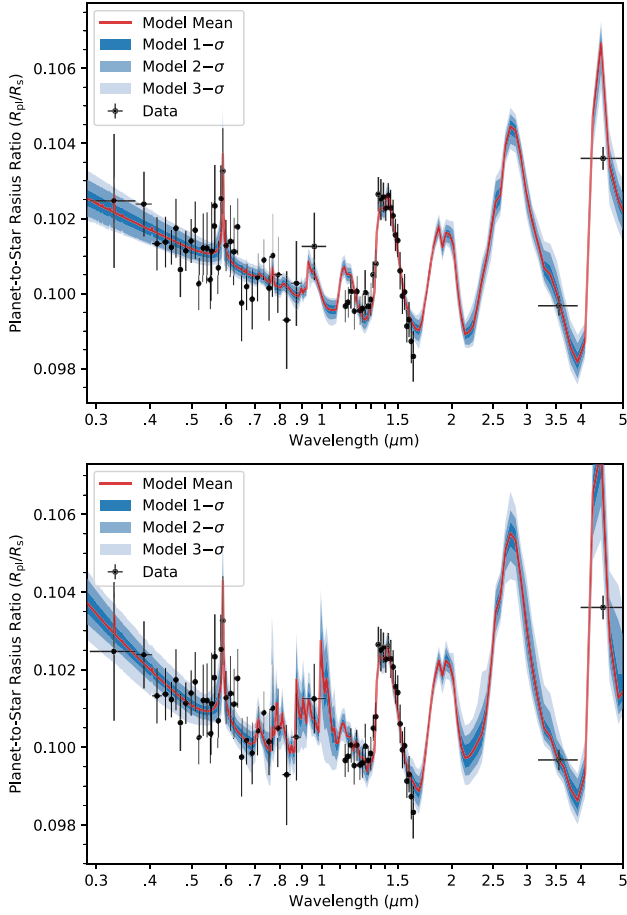 Planet-to-Star Rasius Ratio (Rpl/Rs)
0.106
0.104
0.102
0.100
0.098
Model Mean
Model 1−σ
Model 2−σ
Model 3−σ
Data
0.3 .4 .5 .6 .7 .8 .9 1 1.5 2 2.5 3 3.5 4 5
Wavelength (μm)
Planet-to-Star Rasius Ratio (Rpl/Rs)
0.106
0.104
0.102
0.100
0.098
Model Mean
Model 1−σ
Model 2−σ
Model 3−σ
Data
0.3 .4 .5 .6 .7 .8 .9 1 1.5 2 2.5 3 3.5 4 5
Wavelength (μm)